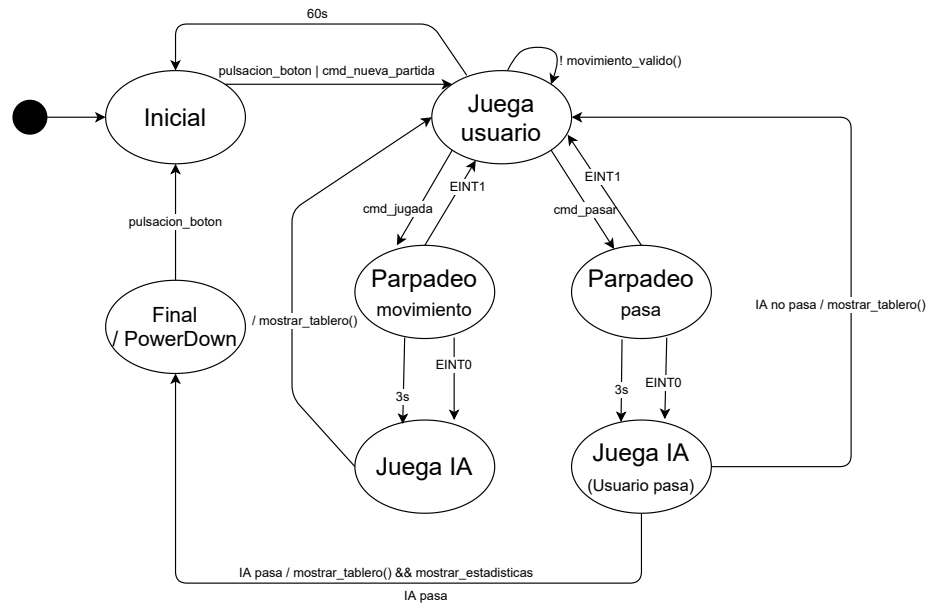 60s
pulsacion_boton | cmd_nueva_partida
! movimiento_valido()
Inicial
Juega
usuario
EINT1
EINT1
cmd_jugada
cmd_pasar
pulsacion_boton
Parpadeo
movimiento
Parpadeo
pasa
IA no pasa / mostrar_tablero()
Final
/ PowerDown
/ mostrar_tablero()
3s
EINT0
3s
EINT0
Juega IA
Juega IA
(Usuario pasa)
IA pasa / mostrar_tablero() && mostrar_estadisticas
IA pasa